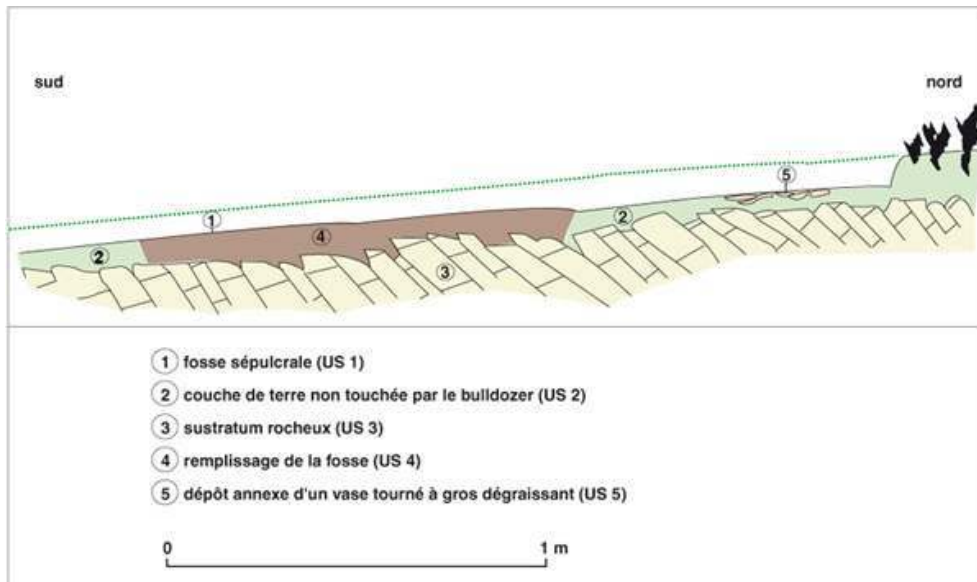 sud
nord
5
1
2
4
2
3
1 fosse sépulcrale (US 1)
2 couche de terre non touchée par le bulldozer (US 2)
3 sustratum rocheux (US 3)
4 remplissage de la fosse (US 4)
5 dépôt annexe d'un vase tourné à gros dégraissant (US 5)
0 1 m